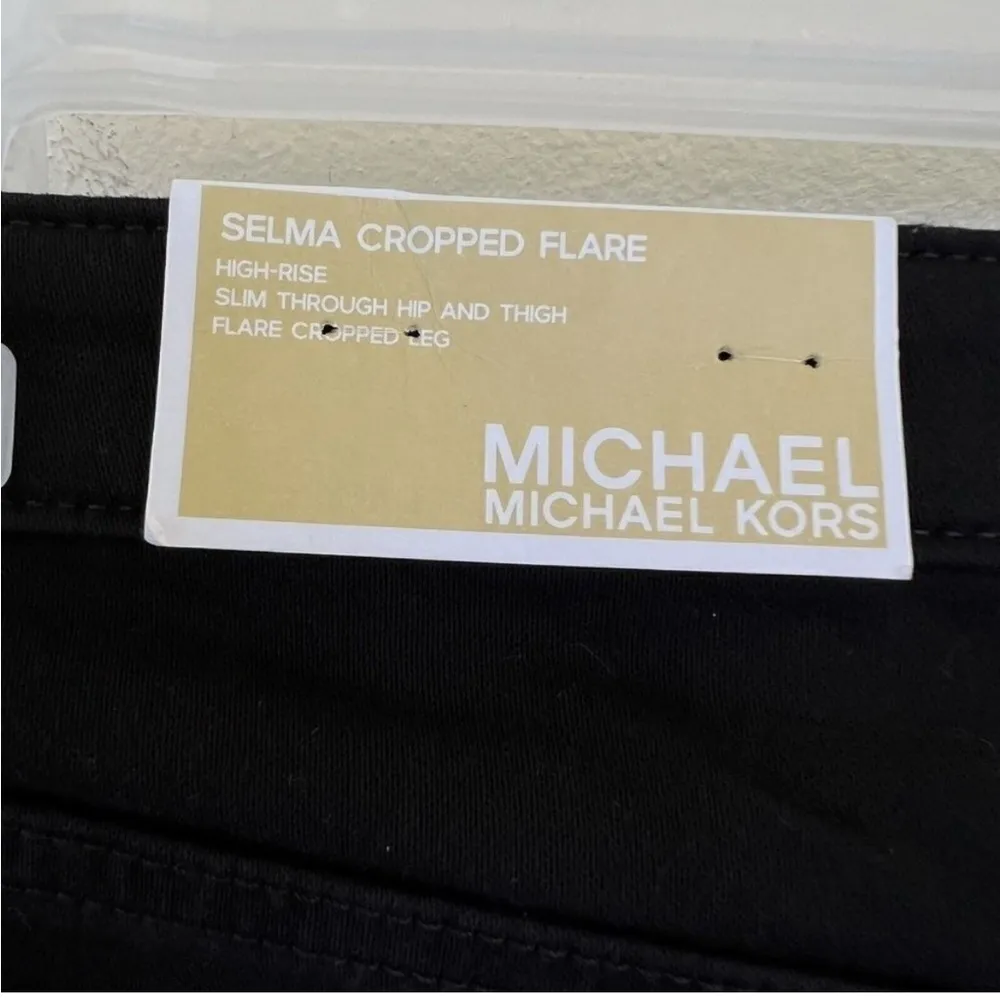 SELMA CROPPED FLARE
HIGH-RISE
SLIM THROUGH HIP AND THIGH
FLARE CROPPED LEG
MICHAEL
MICHAEL KORS